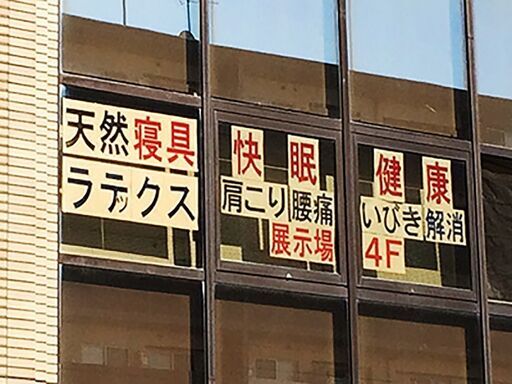 天然寝具
ラテックス
快眠
肩こり腰痛
展示場
健康
いびき解消
4F